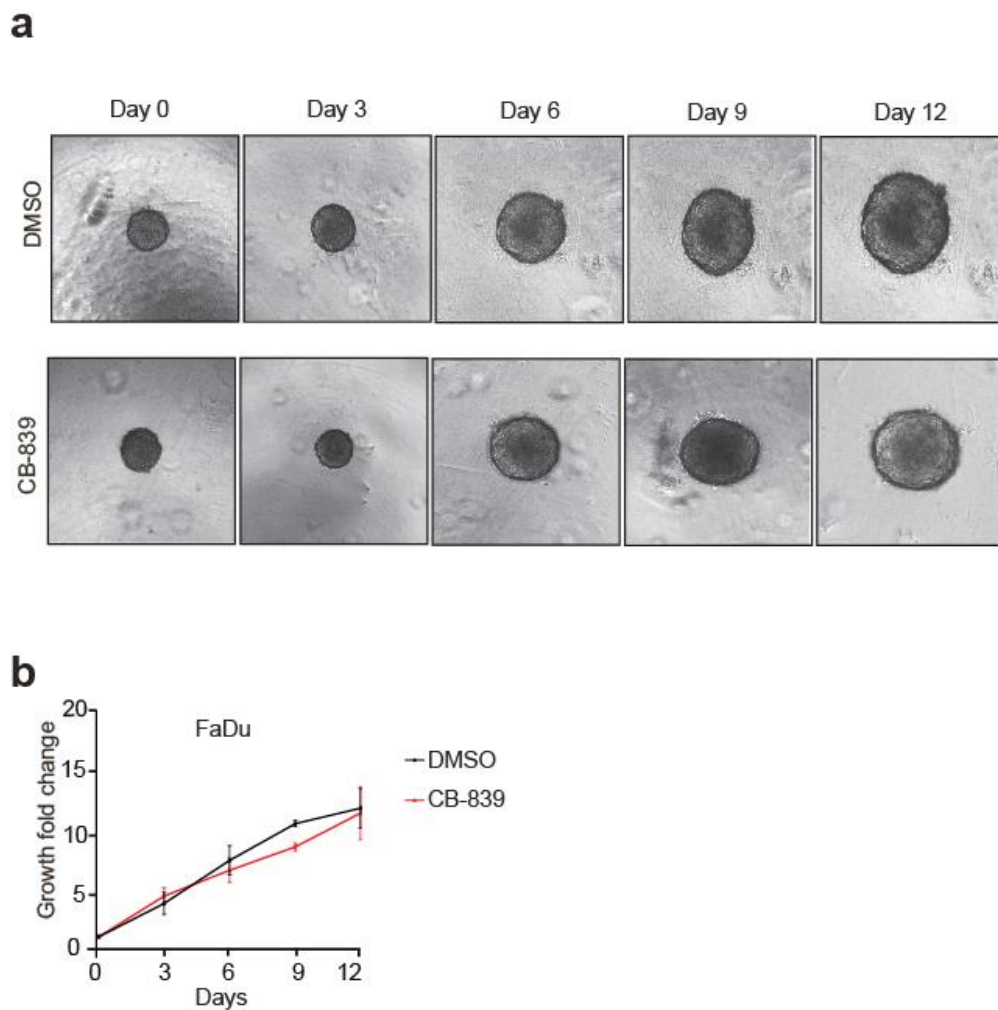 a
Day 0 Day 3 Day 6 Day 9 Day 12
DMSO
CB-839
b
FaDu
Growth fold change
20
15
10
5
0
0 3 6 9 12
Days
DMSO
CB-839